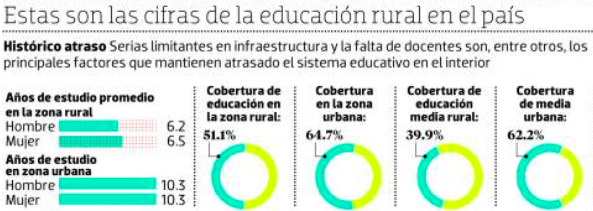 Estas son las cifras de la educación rural en el país
Histórico atraso Serias limitantes en infraestructura y la falta de docentes son, entre otros, los
principales factores que mantienen atrasado el sistema educativo en el interior
Años de estudio promedio
en la zona rural
Hombre 6.2
Mujer 6.5
Años de estudio
en zona urbana
Hombre 10.3
Mujer 10.3
Cobertura de
educación en
la zona rural:
51.1%
Cobertura
en la zona
urbana:
64.7%
Cobertura de
educación
media rural:
39.9%
Cobertura
de media
urbana:
62.2%